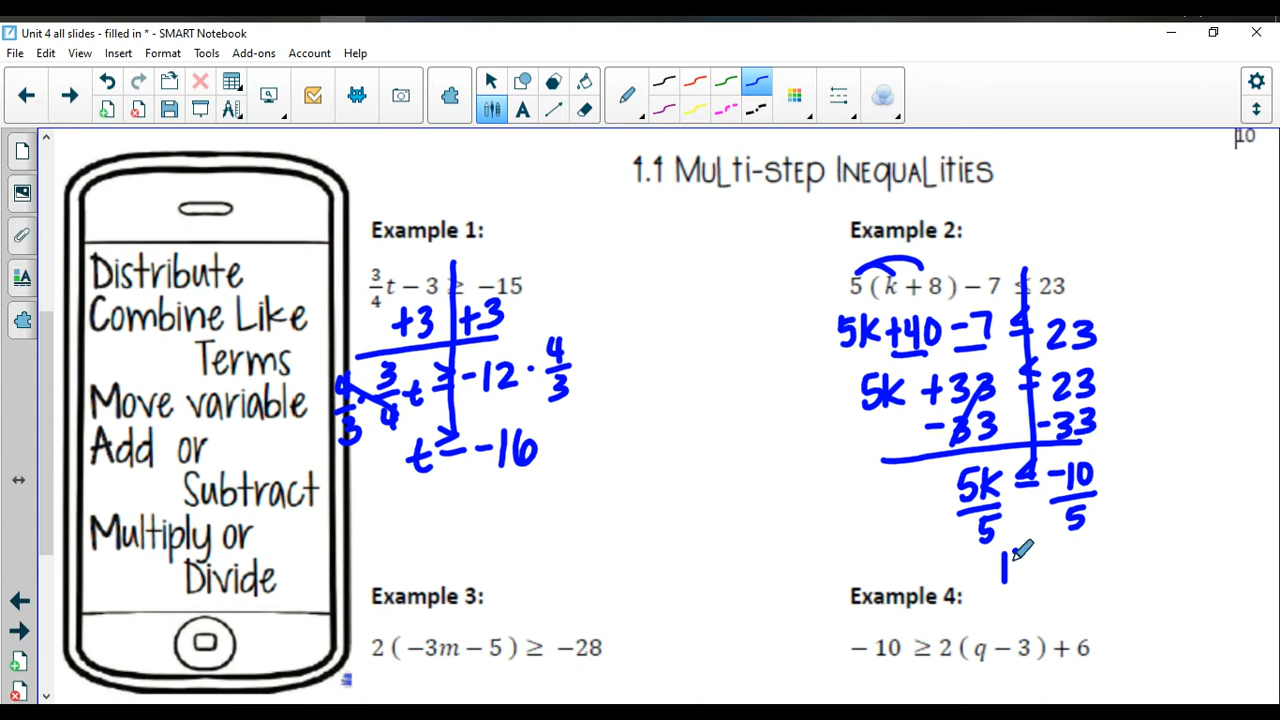 Unit 4 all slides - filled in * - SMART Notebook
File Edit View Insert Format Tools Add-ons Account Help
10
1.1 Multi-step Inequalities
Distribute
Combine Like
Terms
Move variable
Add or
Subtract
Multiply or
Divide
Example 1:
3/4 t − 3 ≥ −15
+3 +3
4/3 · 3/4 t ≥ -12 · 4/3
t ≥ -16
Example 2:
5 ( k + 8 ) − 7 ≤ 23
5K +40 -7 ≤ 23
5K +33 ≤ 23
-33 -33
5K/5 ≤ -10/5
Example 3:
2 ( −3m − 5 ) ≥ −28
Example 4:
− 10 ≥ 2 ( q − 3 ) + 6